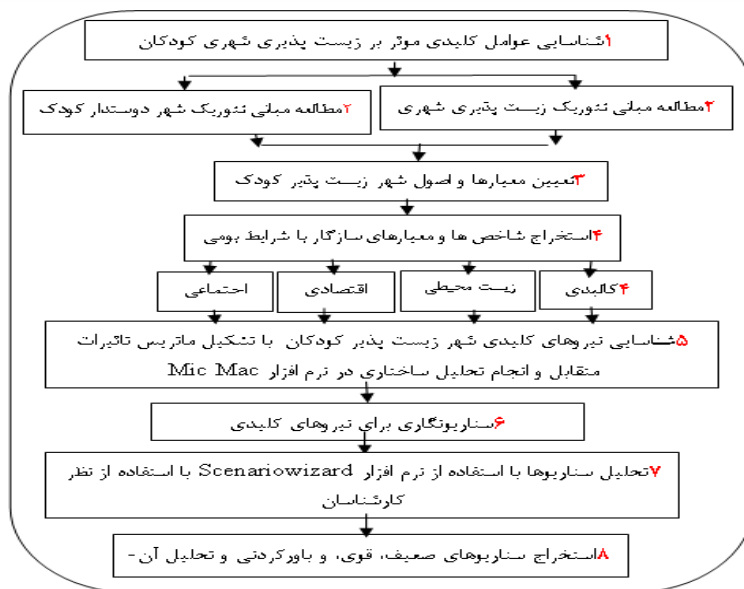 ۱شناسایی عوامل کلیدی موثر بر زیست پذیری شهری کودکان
۲مطالعه مبانی تئوریک زیست پذیری شهری
۲مطالعه مبانی تئوریک شهر دوستدار کودک
۳تعیین معیارها و اصول شهر زیست پذیر کودک
۴استخراج شاخص ها و معیارهای سازگار با شرایط بومی
۴کالبدی
زیست محیطی
اقتصادی
اجتماعی
۵شناسایی نیروهای کلیدی شهر زیست پذیر کودکان با تشکیل ماتریس تاثیرات
متقابل و انجام تحلیل ساختاری در نرم افزار Mic Mac
۶سناریونگاری برای نیروهای کلیدی
۷تحلیل سناریوها با استفاده از نرم افزار Scenariowizard با استفاده از نظر
کارشناسان
۸استخراج سناریوهای ضعیف، قوی، و باورکردنی و تحلیل آن-